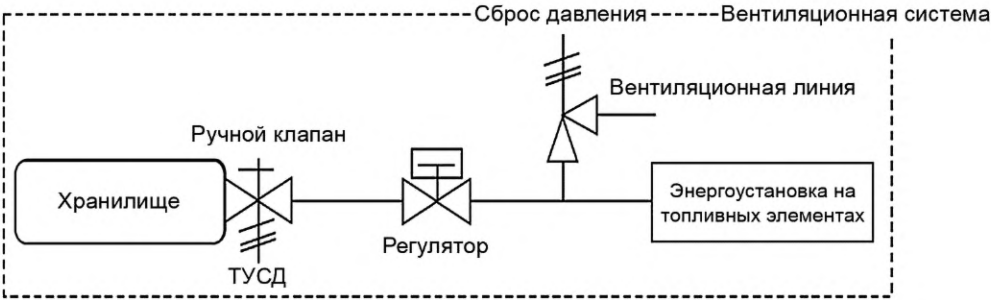 Сброс давления
Вентиляционная система
Вентиляционная линия
Ручной клапан
Хранилище
Энергоустановка на
топливных элементах
Регулятор
ТУСД